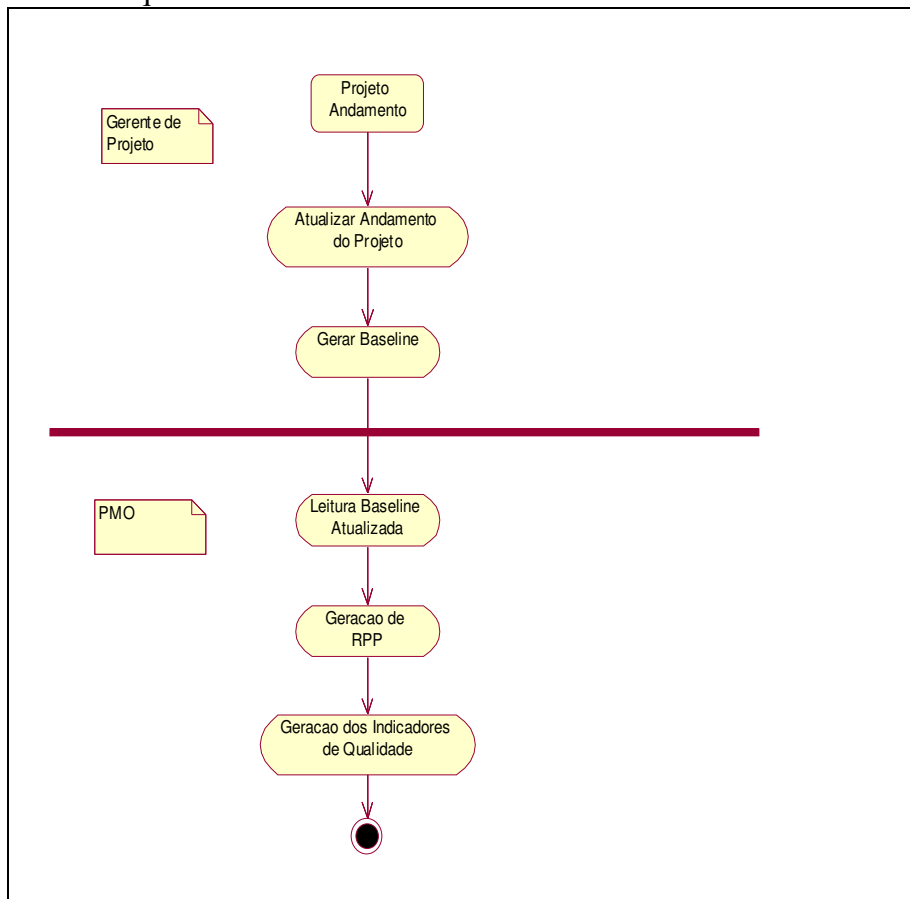 Projeto
Andamento
Gerente de
Projeto
Atualizar Andamento
do Projeto
Gerar Baseline
PMO
Leitura Baseline
Atualizada
Geracao de
RPP
Geracao dos Indicadores
de Qualidade